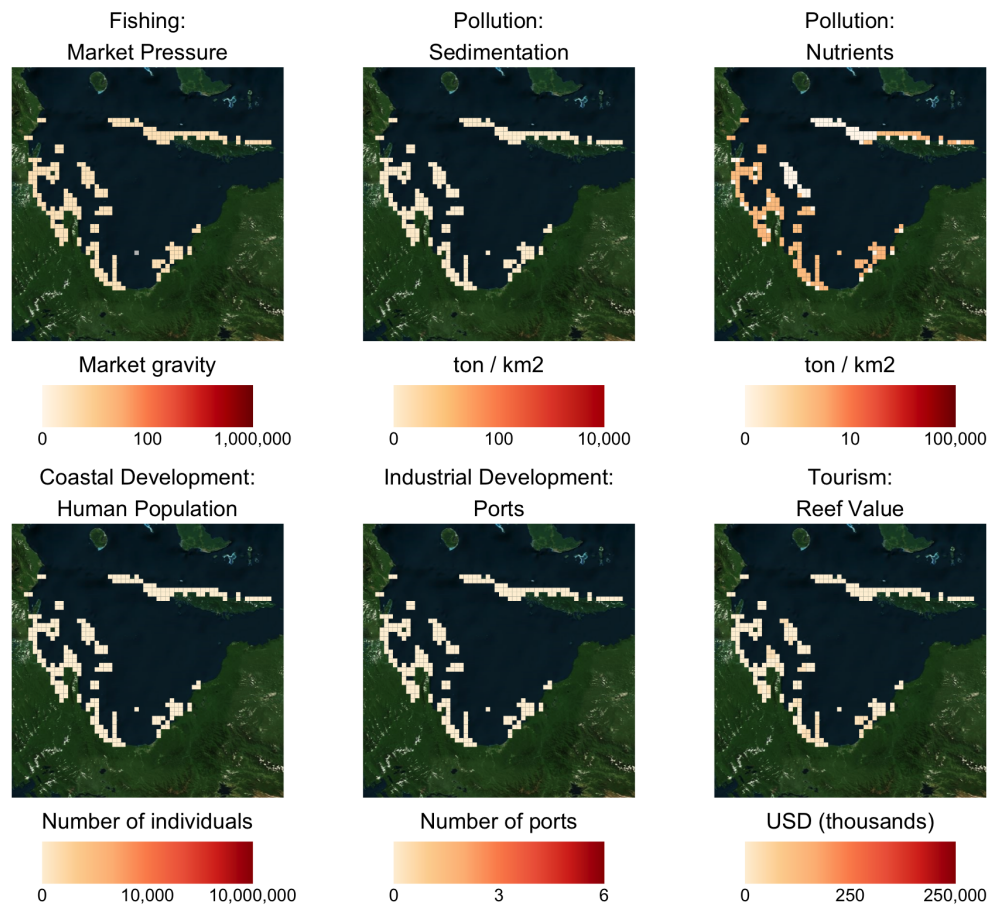 Fishing:
Market Pressure
Pollution:
Sedimentation
Pollution:
Nutrients
Market gravity
0 100 1,000,000
ton / km2
0 100 10,000
ton / km2
0 10 100,000
Coastal Development:
Human Population
Industrial Development:
Ports
Tourism:
Reef Value
Number of individuals
0 10,000 10,000,000
Number of ports
0 3 6
USD (thousands)
0 250 250,000